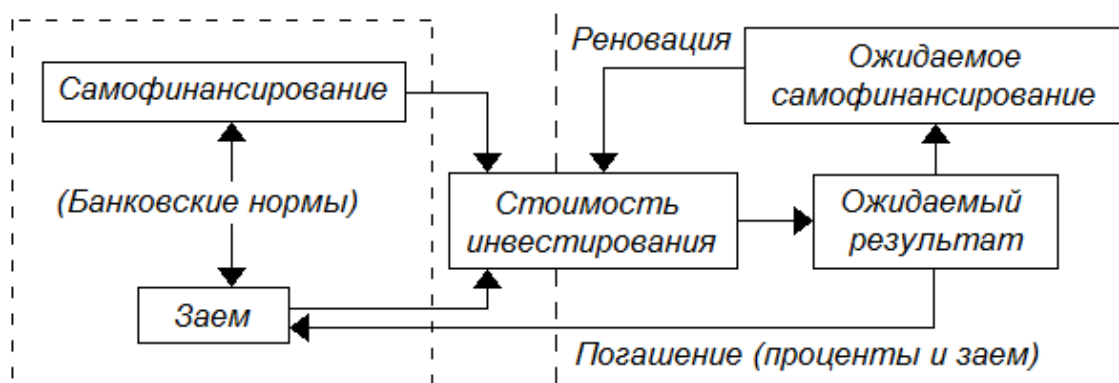 Реновация
Ожидаемое
самофинансирование
Самофинансирование
(Банковские нормы)
Стоимость
инвестирования
Ожидаемый
результат
Заем
Погашение (проценты и заем)